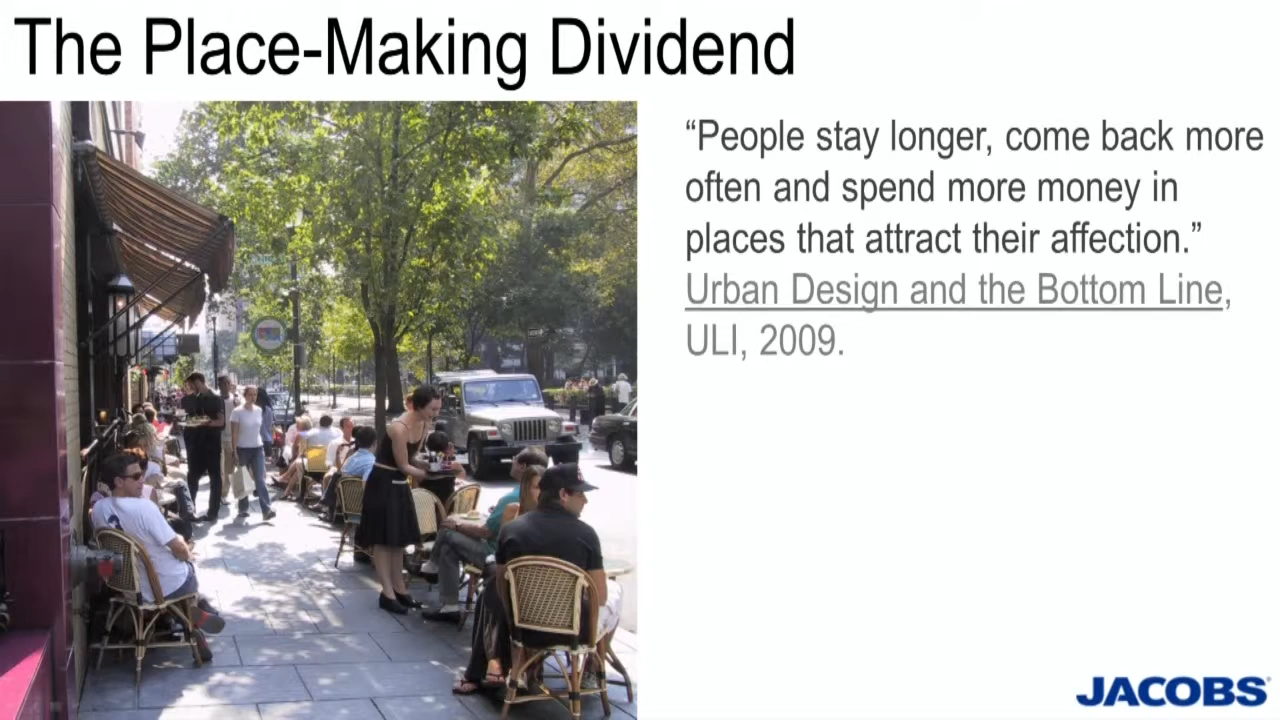 The Place-Making Dividend
“People stay longer, come back more
often and spend more money in
places that attract their affection.”
Urban Design and the Bottom Line,
ULI, 2009.
JACOBS